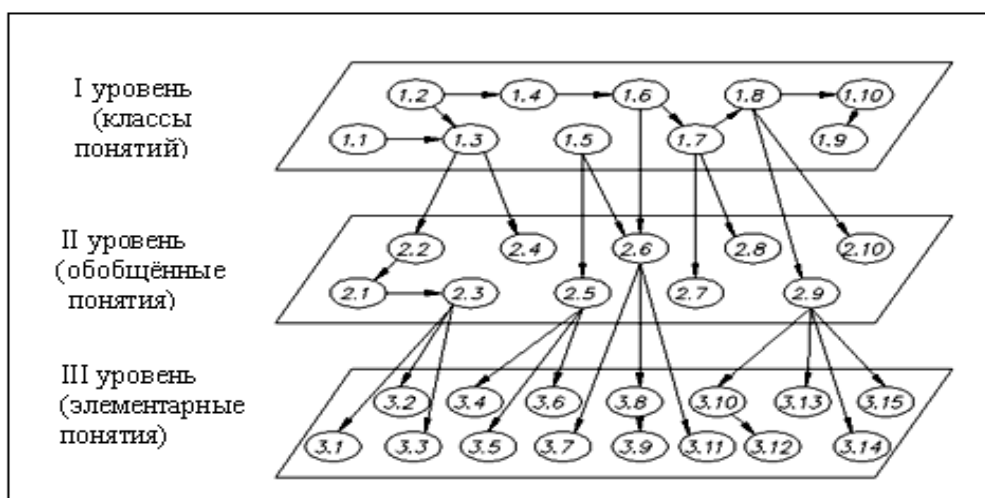 I уровень
(классы
понятий)
1.2 1.4 1.6 1.8 1.10
1.1 1.3 1.5 1.7 1.9
II уровень
(обобщённые
понятия)
2.2 2.4 2.6 2.8 2.10
2.1 2.3 2.5 2.7 2.9
III уровень
(элементарные
понятия)
3.2 3.4 3.6 3.8 3.10 3.13 3.15
3.1 3.3 3.5 3.7 3.9 3.11 3.12 3.14